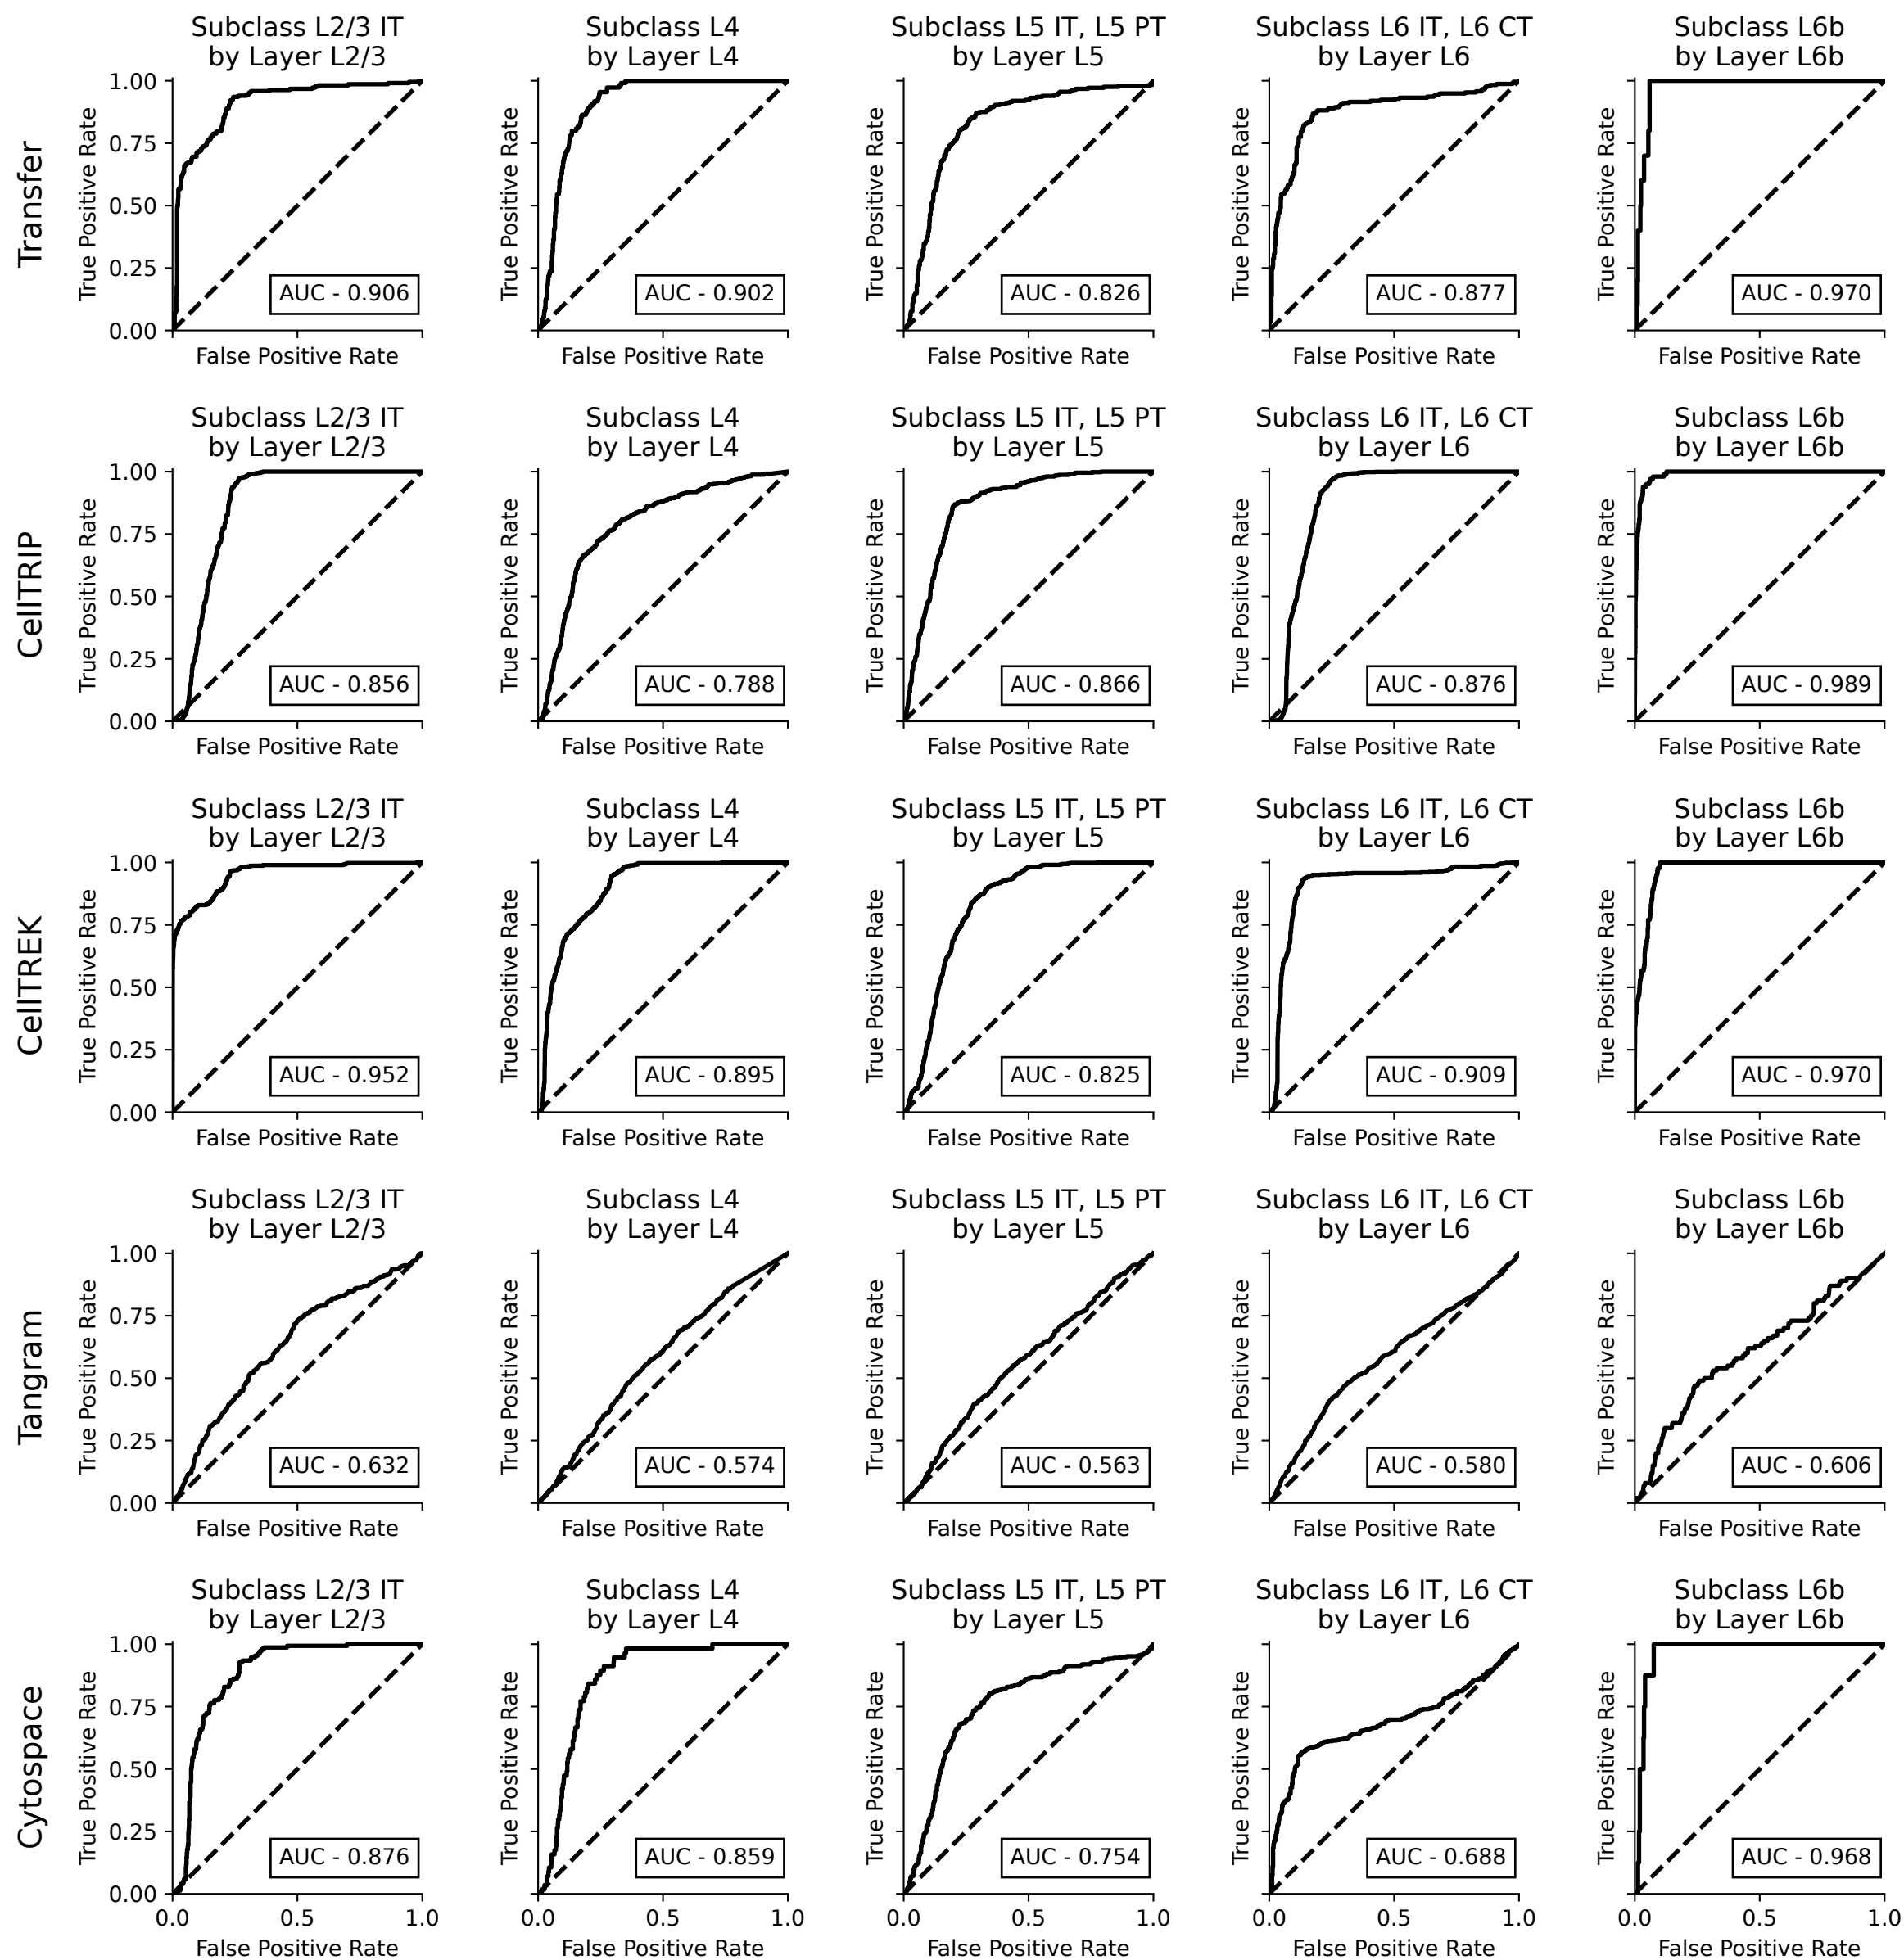 Subclass L2/3 IT
by Layer L2/3
Subclass L4
by Layer L4
Subclass L5 IT, L5 PT
by Layer L5
Subclass L6 IT, L6 CT
by Layer L6
Subclass L6b
by Layer L6b
Transfer
True Positive Rate
1.00
0.75
0.50
0.25
0.00
AUC - 0.906
False Positive Rate
True Positive Rate
AUC - 0.902
False Positive Rate
True Positive Rate
AUC - 0.826
False Positive Rate
True Positive Rate
AUC - 0.877
False Positive Rate
True Positive Rate
AUC - 0.970
False Positive Rate
Subclass L2/3 IT
by Layer L2/3
Subclass L4
by Layer L4
Subclass L5 IT, L5 PT
by Layer L5
Subclass L6 IT, L6 CT
by Layer L6
Subclass L6b
by Layer L6b
CellTRIP
True Positive Rate
1.00
0.75
0.50
0.25
0.00
AUC - 0.856
False Positive Rate
True Positive Rate
AUC - 0.788
False Positive Rate
True Positive Rate
AUC - 0.866
False Positive Rate
True Positive Rate
AUC - 0.876
False Positive Rate
True Positive Rate
AUC - 0.989
False Positive Rate
Subclass L2/3 IT
by Layer L2/3
Subclass L4
by Layer L4
Subclass L5 IT, L5 PT
by Layer L5
Subclass L6 IT, L6 CT
by Layer L6
Subclass L6b
by Layer L6b
CellTREK
True Positive Rate
1.00
0.75
0.50
0.25
0.00
AUC - 0.952
False Positive Rate
True Positive Rate
AUC - 0.895
False Positive Rate
True Positive Rate
AUC - 0.825
False Positive Rate
True Positive Rate
AUC - 0.909
False Positive Rate
True Positive Rate
AUC - 0.970
False Positive Rate
Subclass L2/3 IT
by Layer L2/3
Subclass L4
by Layer L4
Subclass L5 IT, L5 PT
by Layer L5
Subclass L6 IT, L6 CT
by Layer L6
Subclass L6b
by Layer L6b
Tangram
True Positive Rate
1.00
0.75
0.50
0.25
0.00
AUC - 0.632
False Positive Rate
True Positive Rate
AUC - 0.574
False Positive Rate
True Positive Rate
AUC - 0.563
False Positive Rate
True Positive Rate
AUC - 0.580
False Positive Rate
True Positive Rate
AUC - 0.606
False Positive Rate
Subclass L2/3 IT
by Layer L2/3
Subclass L4
by Layer L4
Subclass L5 IT, L5 PT
by Layer L5
Subclass L6 IT, L6 CT
by Layer L6
Subclass L6b
by Layer L6b
Cytospace
True Positive Rate
1.00
0.75
0.50
0.25
0.00
AUC - 0.876
0.0 0.5 1.0
False Positive Rate
True Positive Rate
AUC - 0.859
0.0 0.5 1.0
False Positive Rate
True Positive Rate
AUC - 0.754
0.0 0.5 1.0
False Positive Rate
True Positive Rate
AUC - 0.688
0.0 0.5 1.0
False Positive Rate
True Positive Rate
AUC - 0.968
0.0 0.5 1.0
False Positive Rate